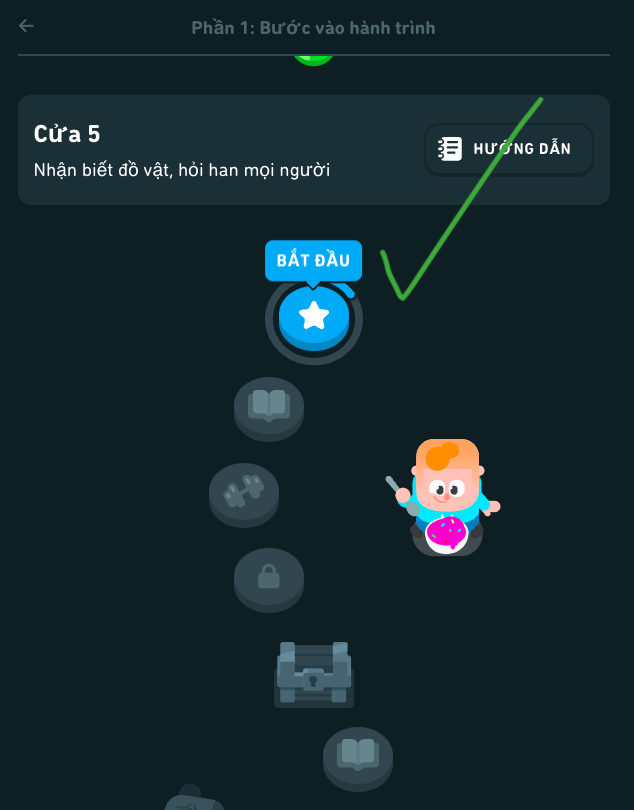 Phần 1: Bước vào hành trình
Cửa 5
Nhận biết đồ vật, hỏi han mọi người
HƯỚNG DẪN
BẮT ĐẦU